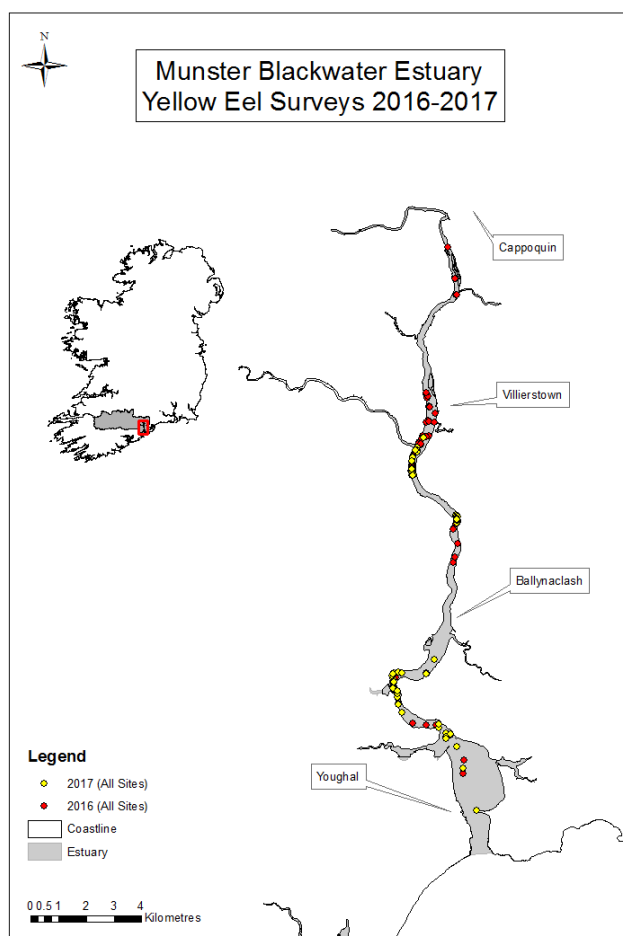 N
Munster Blackwater Estuary
Yellow Eel Surveys 2016-2017
Cappoquin
Villierstown
Ballynaclash
Youghal
Legend
2017 (All Sites)
2016 (All Sites)
Coastline
Estuary
0 0.5 1 2 3 4
Kilometres